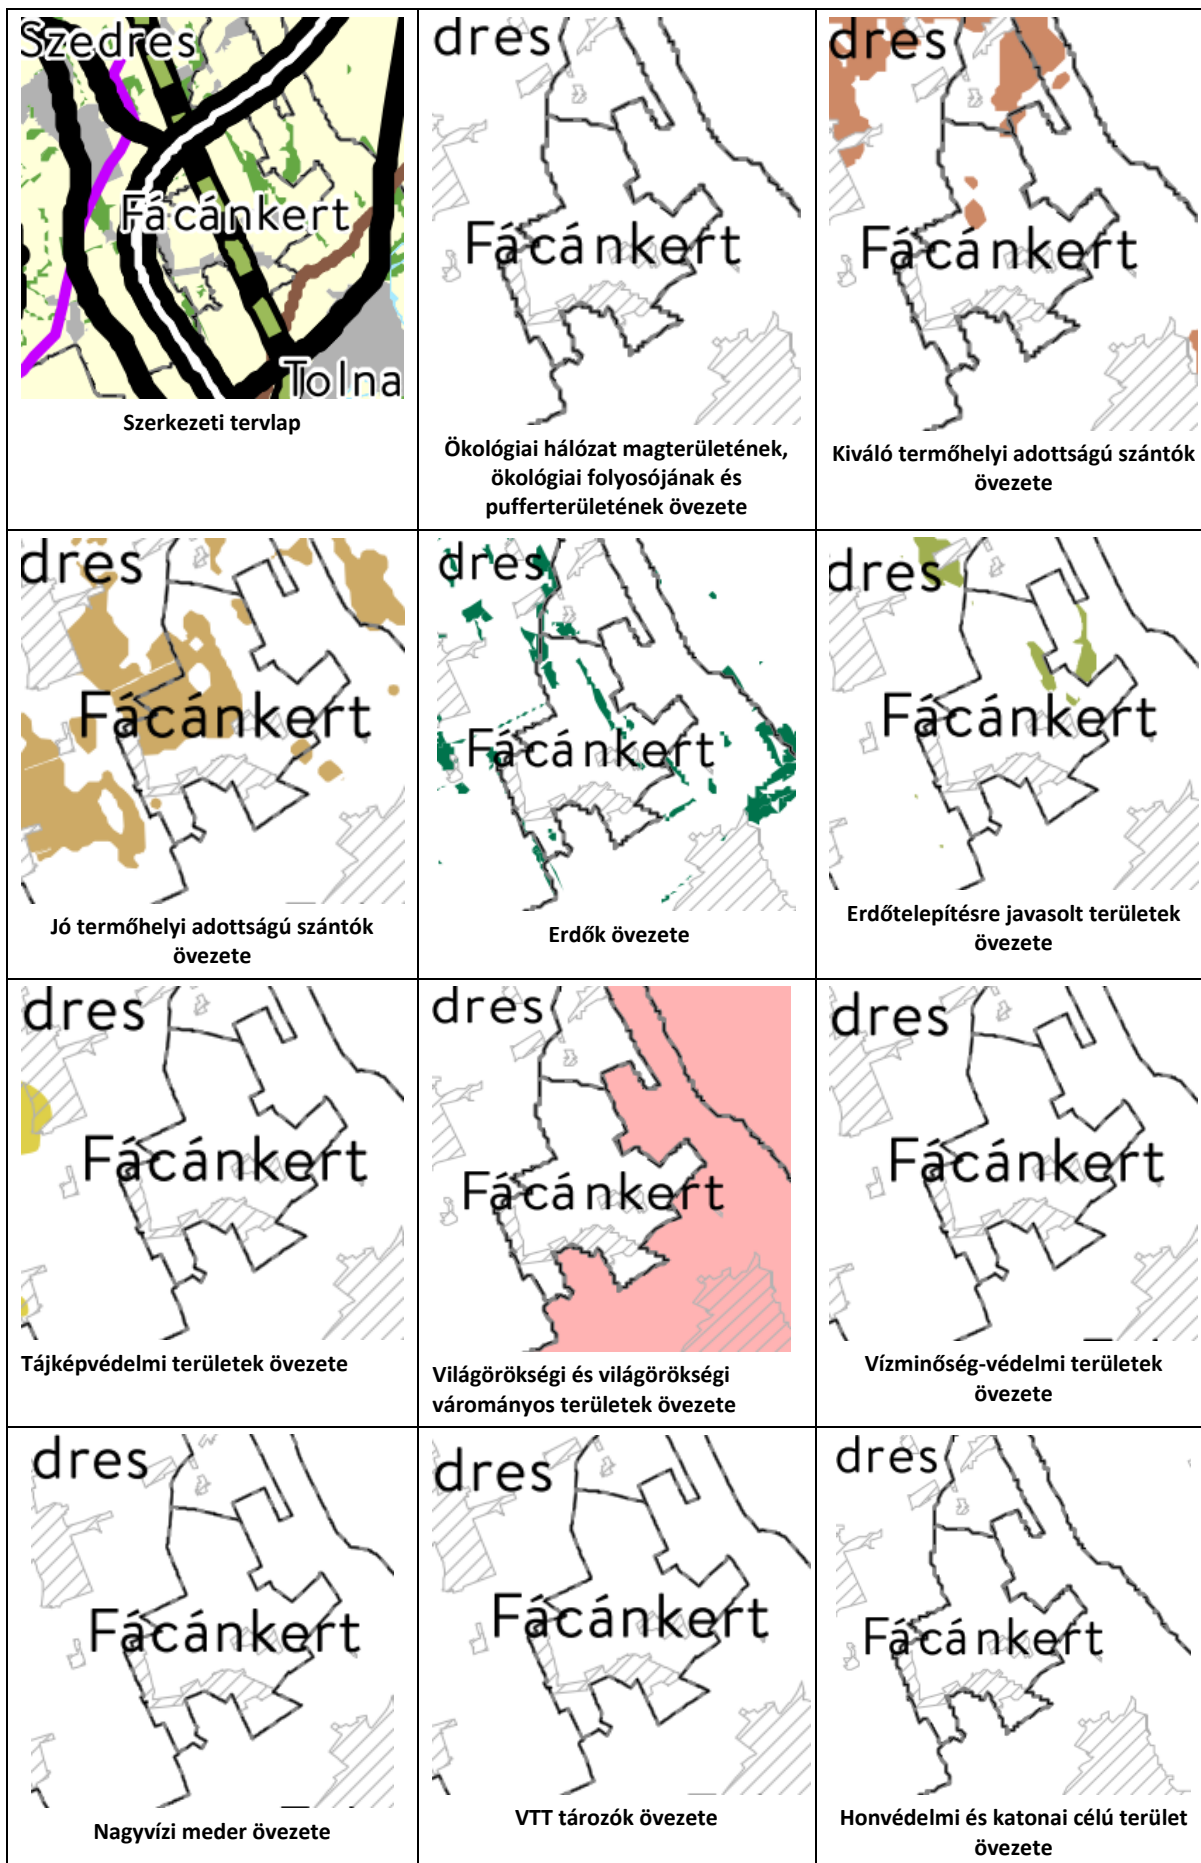 Szedres
Fácánkert
Tolna
Szerkezeti tervlap
dres
Fácánkert
Ökológiai hálózat magterületének,
ökológiai folyosójának és
pufferterületének övezete
dres
Fácánkert
Kiváló termőhelyi adottságú szántók
övezete
dres
Fácánkert
Jó termőhelyi adottságú szántók
övezete
dres
Fácánkert
Erdők övezete
dres
Fácánkert
Erdőtelepítésre javasolt területek
övezete
dres
Fácánkert
Tájképvédelmi területek övezete
dres
Fácánkert
Világörökségi és világörökségi
várományos területek övezete
dres
Fácánkert
Vízminőség-védelmi területek
övezete
dres
Fácánkert
Nagyvízi meder övezete
dres
Fácánkert
VTT tározók övezete
dres
Fácánkert
Honvédelmi és katonai célú terület
övezete